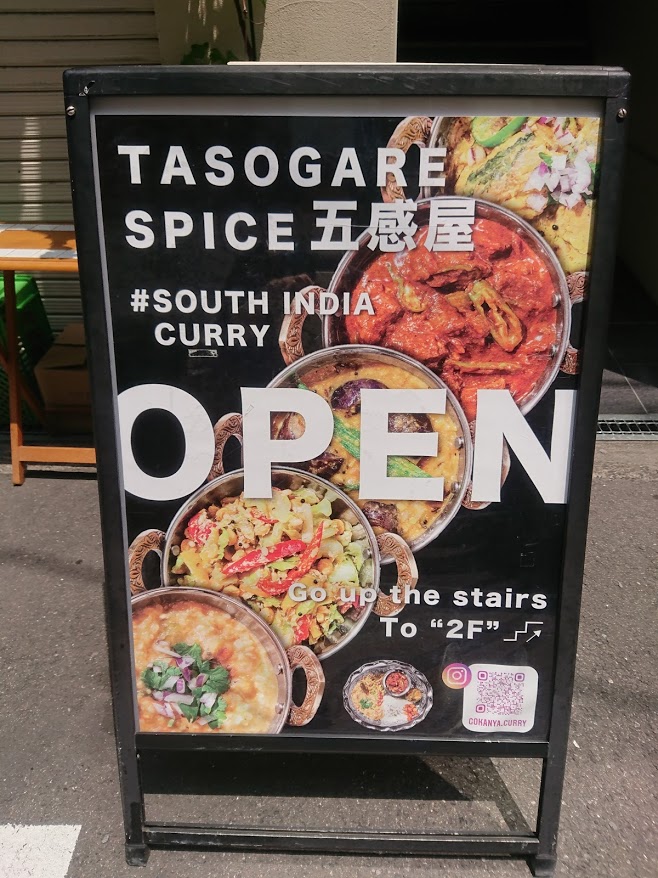 TASOGARE
SPICE 五感屋
#SOUTH INDIA
CURRY
OPEN
Go up the stairs
To “2F”
GOKANYA.CURRY